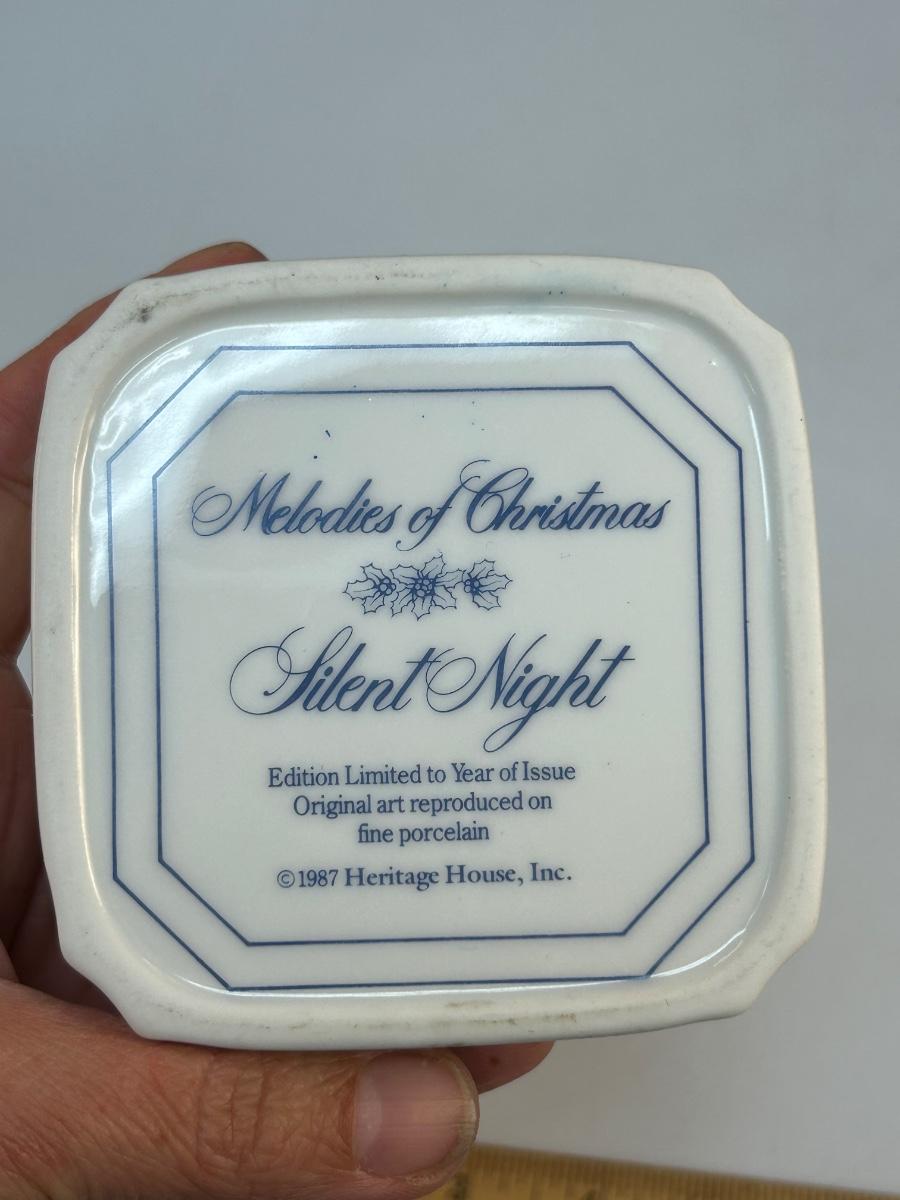 Melodies of Christmas
Silent Night
Edition Limited to Year of Issue
Original art reproduced on
fine porcelain
©1987 Heritage House, Inc.